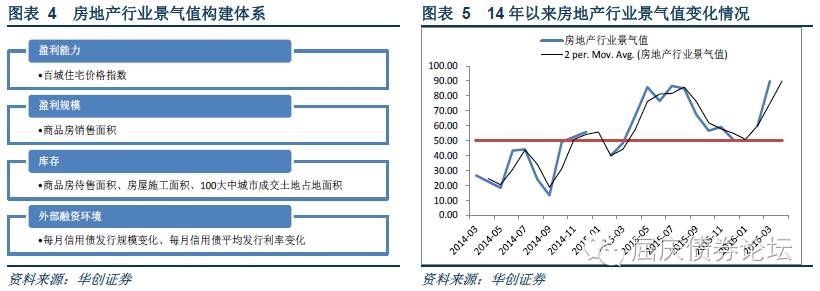 图表 4 房地产行业景气值构建体系
盈利能力
•百城住宅价格指数
盈利规模
•商品房销售面积
库存
•商品房待售面积、房屋施工面积、100大中城市成交土地占地面积
外部融资环境
•每月信用债发行规模变化、每月信用债平均发行利率变化
资料来源：华创证券
图表 5 14 年以来房地产行业景气值变化情况
房地产行业景气值
2 per. Mov. Avg. (房地产行业景气值)
100.00
90.00
80.00
70.00
60.00
50.00
40.00
30.00
20.00
10.00
0.00
2014-03
2014-05
2014-07
2014-09
2014-11
2015-01
2015-03
2015-05
2015-07
2015-09
2015-11
2016-01
2016-03
屈庆债券论坛
资料来源：华创证券